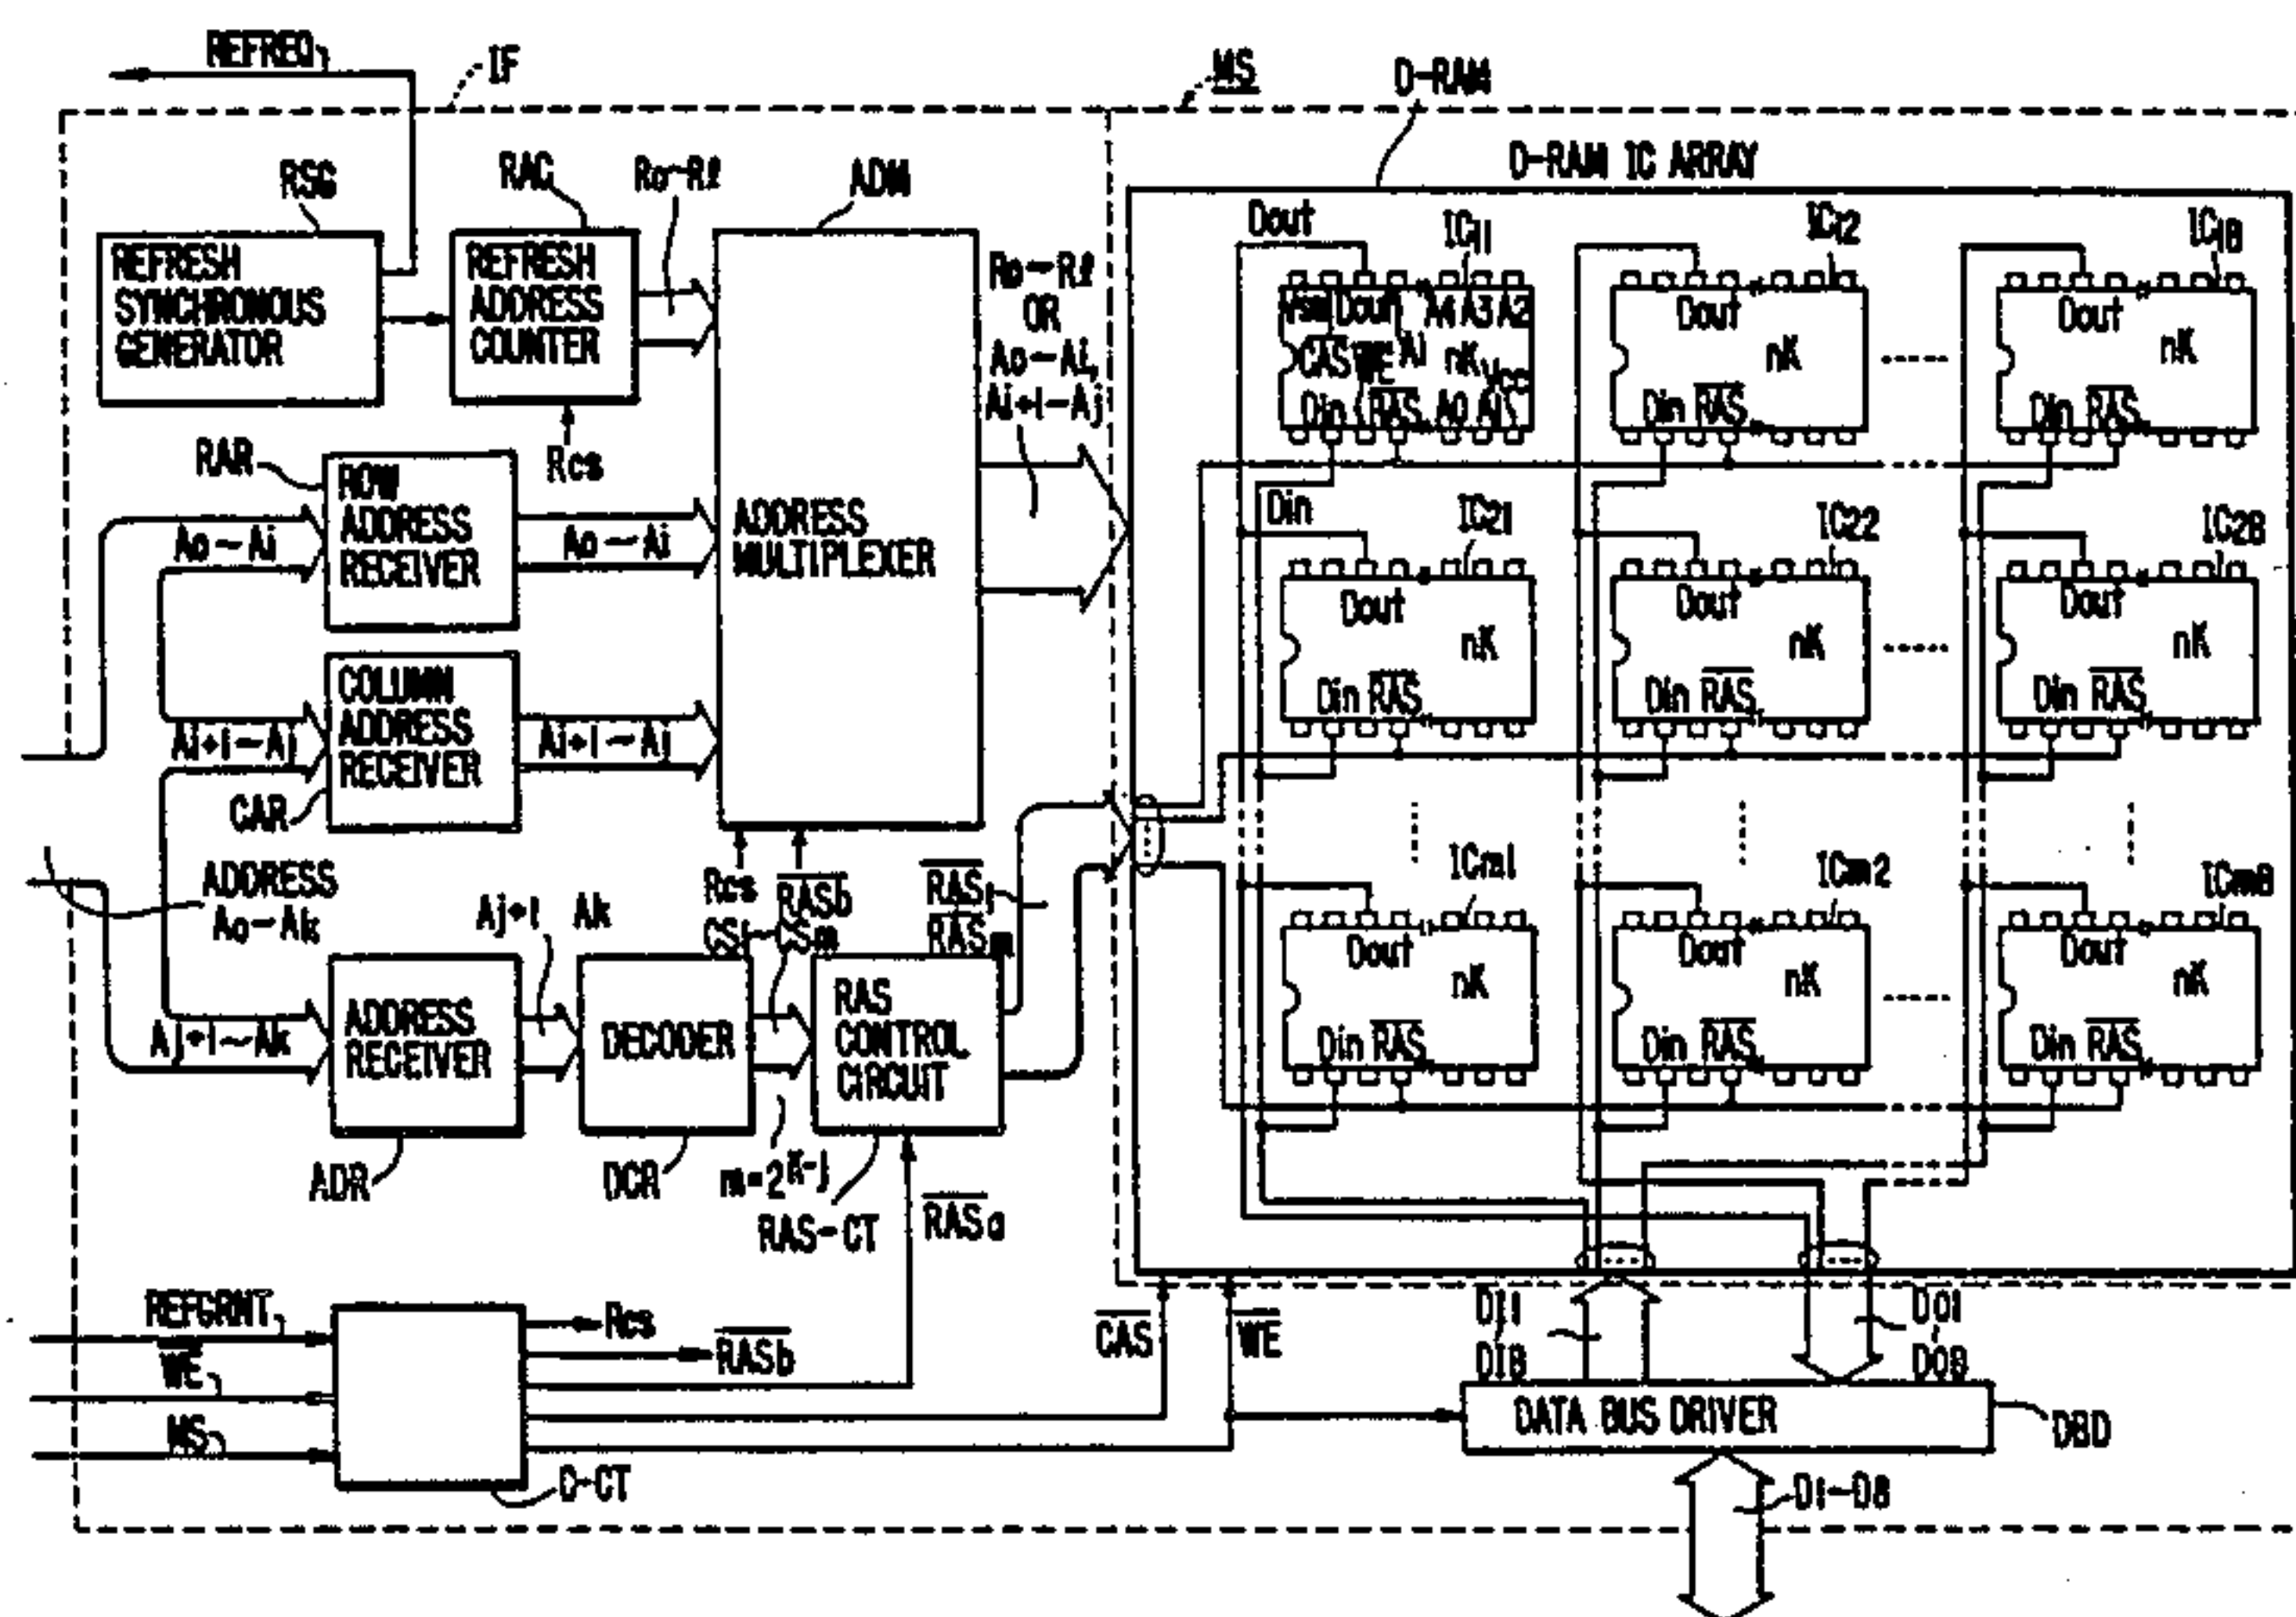 REFREQ
IF
MS
D-RAM
RSG
RAC
Ro-Rℓ
ADM
D-RAM IC ARRAY
REFRESH
SYNCHRONOUS
GENERATOR
REFRESH
ADDRESS
COUNTER
Rcs
Ro-Rℓ
OR
Ao-Ai,
Ai+1-Aj
RAR
ROW
ADDRESS
RECEIVER
Ao-Ai
Ao-Ai
ADDRESS
MULTIPLEXER
COLUMN
ADDRESS
RECEIVER
Ai+1-Aj
Ai+1-Aj
CAR
ADDRESS
Ao-Ak
Rcs
RASb
RAS1
RASm
Aj+1 Ak
CS1-CSm
Aj+1~Ak
ADDRESS
RECEIVER
DECODER
RAS
CONTROL
CIRCUIT
ADR
DCR
m=2K-j
RAS-CT
RASa
REFGRNT
WE
MS
Rcs
RASb
D-CT
CAS
WE
Dout
IC11
Dout
A4 A3 A2
CAS
WE
nK
Vcc
Din
RAS
A0
A1
IC12
Dout
nK
Din RAS
IC18
Dout
nK
Din RAS
Din
IC21
Dout
nK
Din RAS
IC22
Dout
nK
Din RAS
IC28
Dout
nK
Din RAS
ICm1
Dout
nK
Din RAS
ICm2
Dout
nK
Din RAS
ICm8
Dout
nK
Din RAS
DI1
DI8
DO1
DO8
DATA BUS DRIVER
DBD
D1-D8